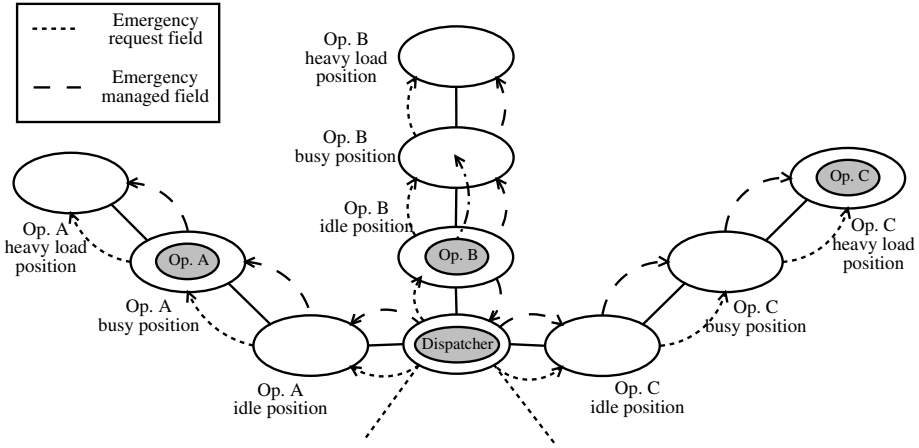 Emergency
request field
Emergency
managed field
Op. B
heavy load
position
Op. B
busy position
Op. B
idle position
Op. B
Op. A
heavy load
position
Op. A
Op. A
busy position
Op. A
idle position
Dispatcher
Op. C
Op. C
heavy load
position
Op. C
busy position
Op. C
idle position